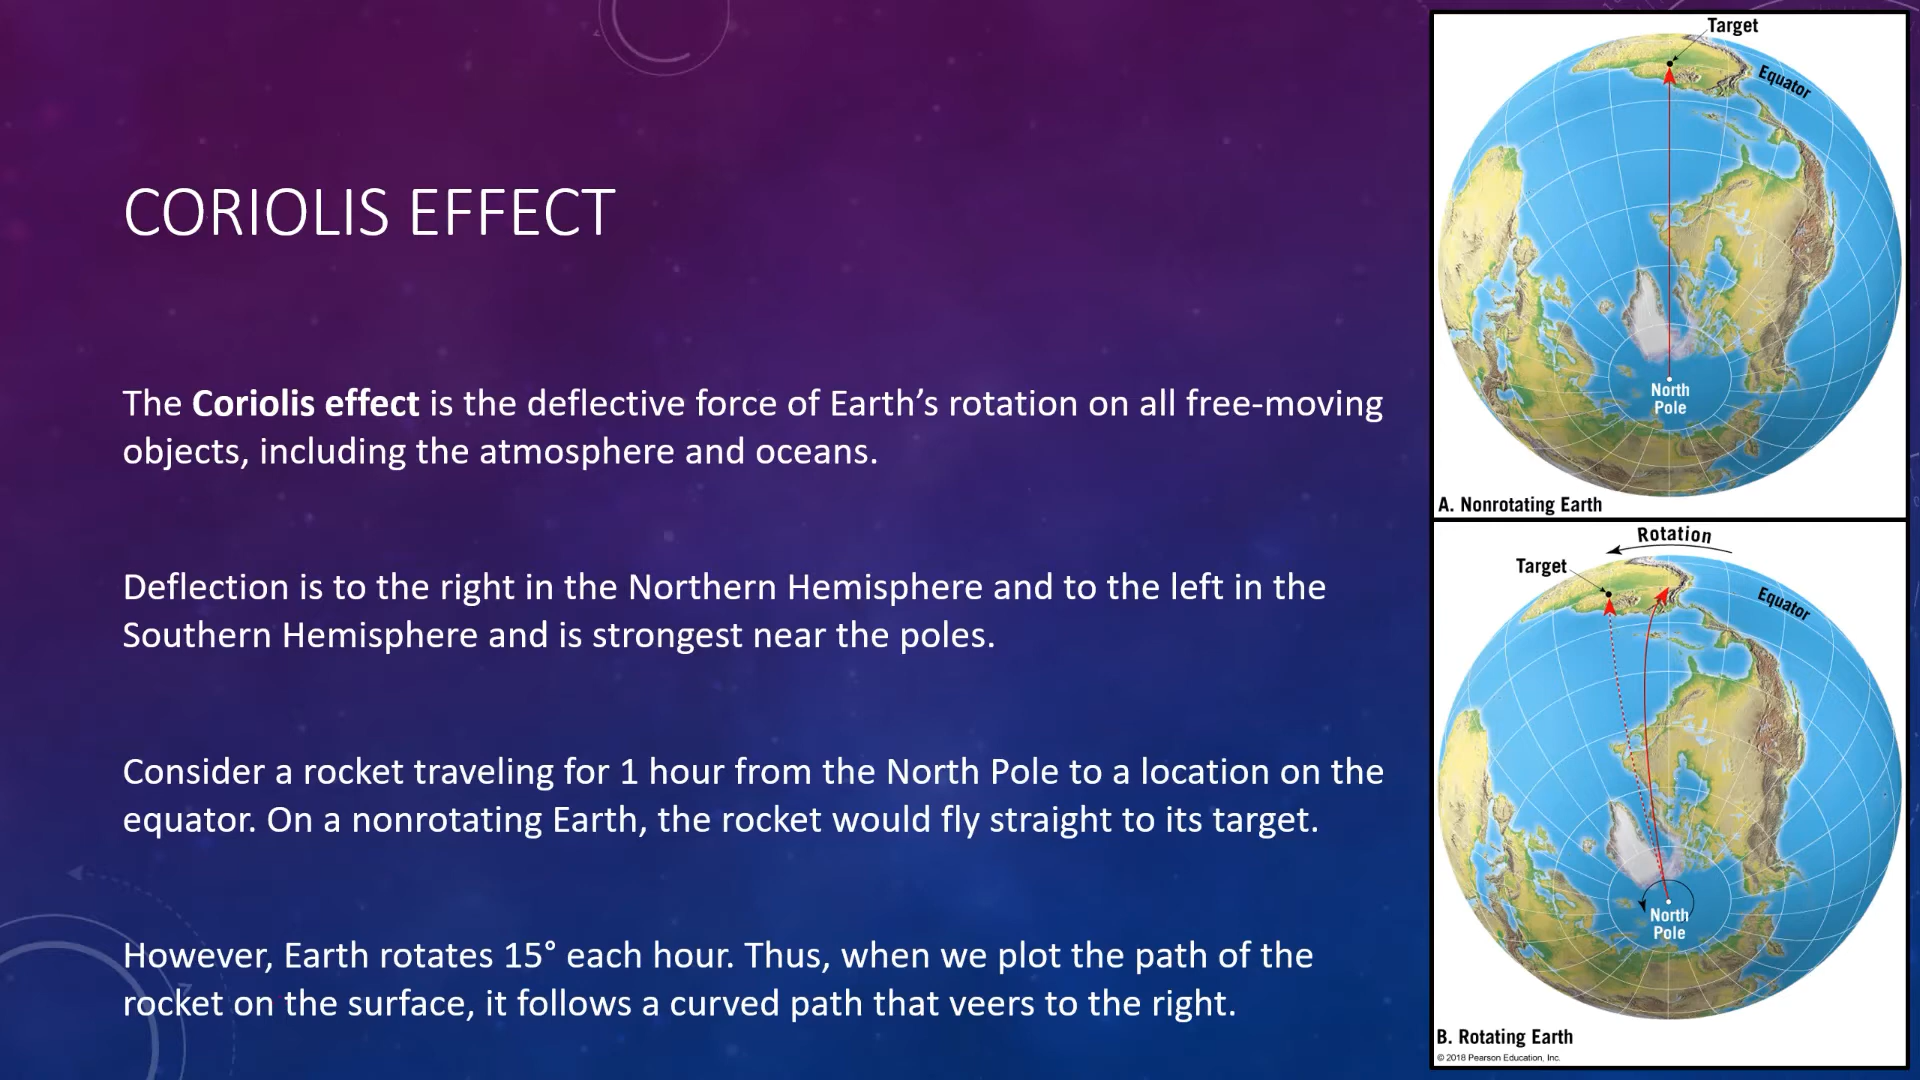 CORIOLIS EFFECT
The Coriolis effect is the deflective force of Earth’s rotation on all free-moving
objects, including the atmosphere and oceans.
Deflection is to the right in the Northern Hemisphere and to the left in the
Southern Hemisphere and is strongest near the poles.
Consider a rocket traveling for 1 hour from the North Pole to a location on the
equator. On a nonrotating Earth, the rocket would fly straight to its target.
However, Earth rotates 15° each hour. Thus, when we plot the path of the
rocket on the surface, it follows a curved path that veers to the right.
Target
Equator
North
Pole
A. Nonrotating Earth
Rotation
Target
Equator
North
Pole
B. Rotating Earth
© 2018 Pearson Education, Inc.